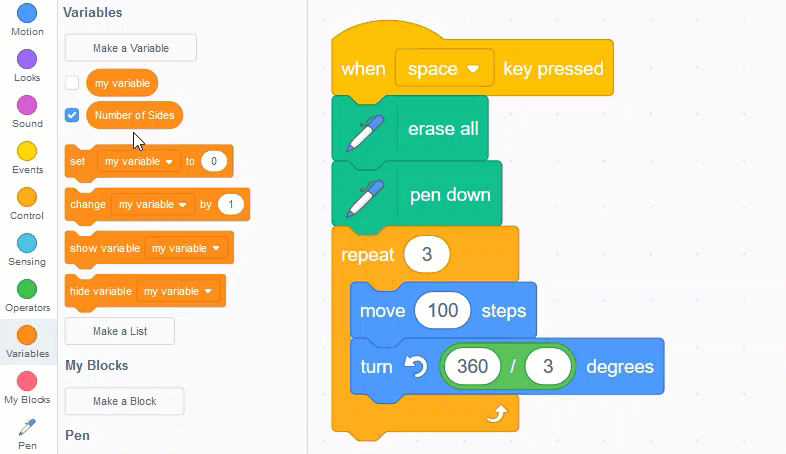 Motion
Looks
Sound
Events
Control
Sensing
Operators
Variables
My Blocks
Pen
Variables
Make a Variable
my variable
Number of Sides
set my variable to 0
change my variable by 1
show variable my variable
hide variable my variable
Make a List
My Blocks
Make a Block
Pen
when space key pressed
erase all
pen down
repeat 3
move 100 steps
turn 360 / 3 degrees